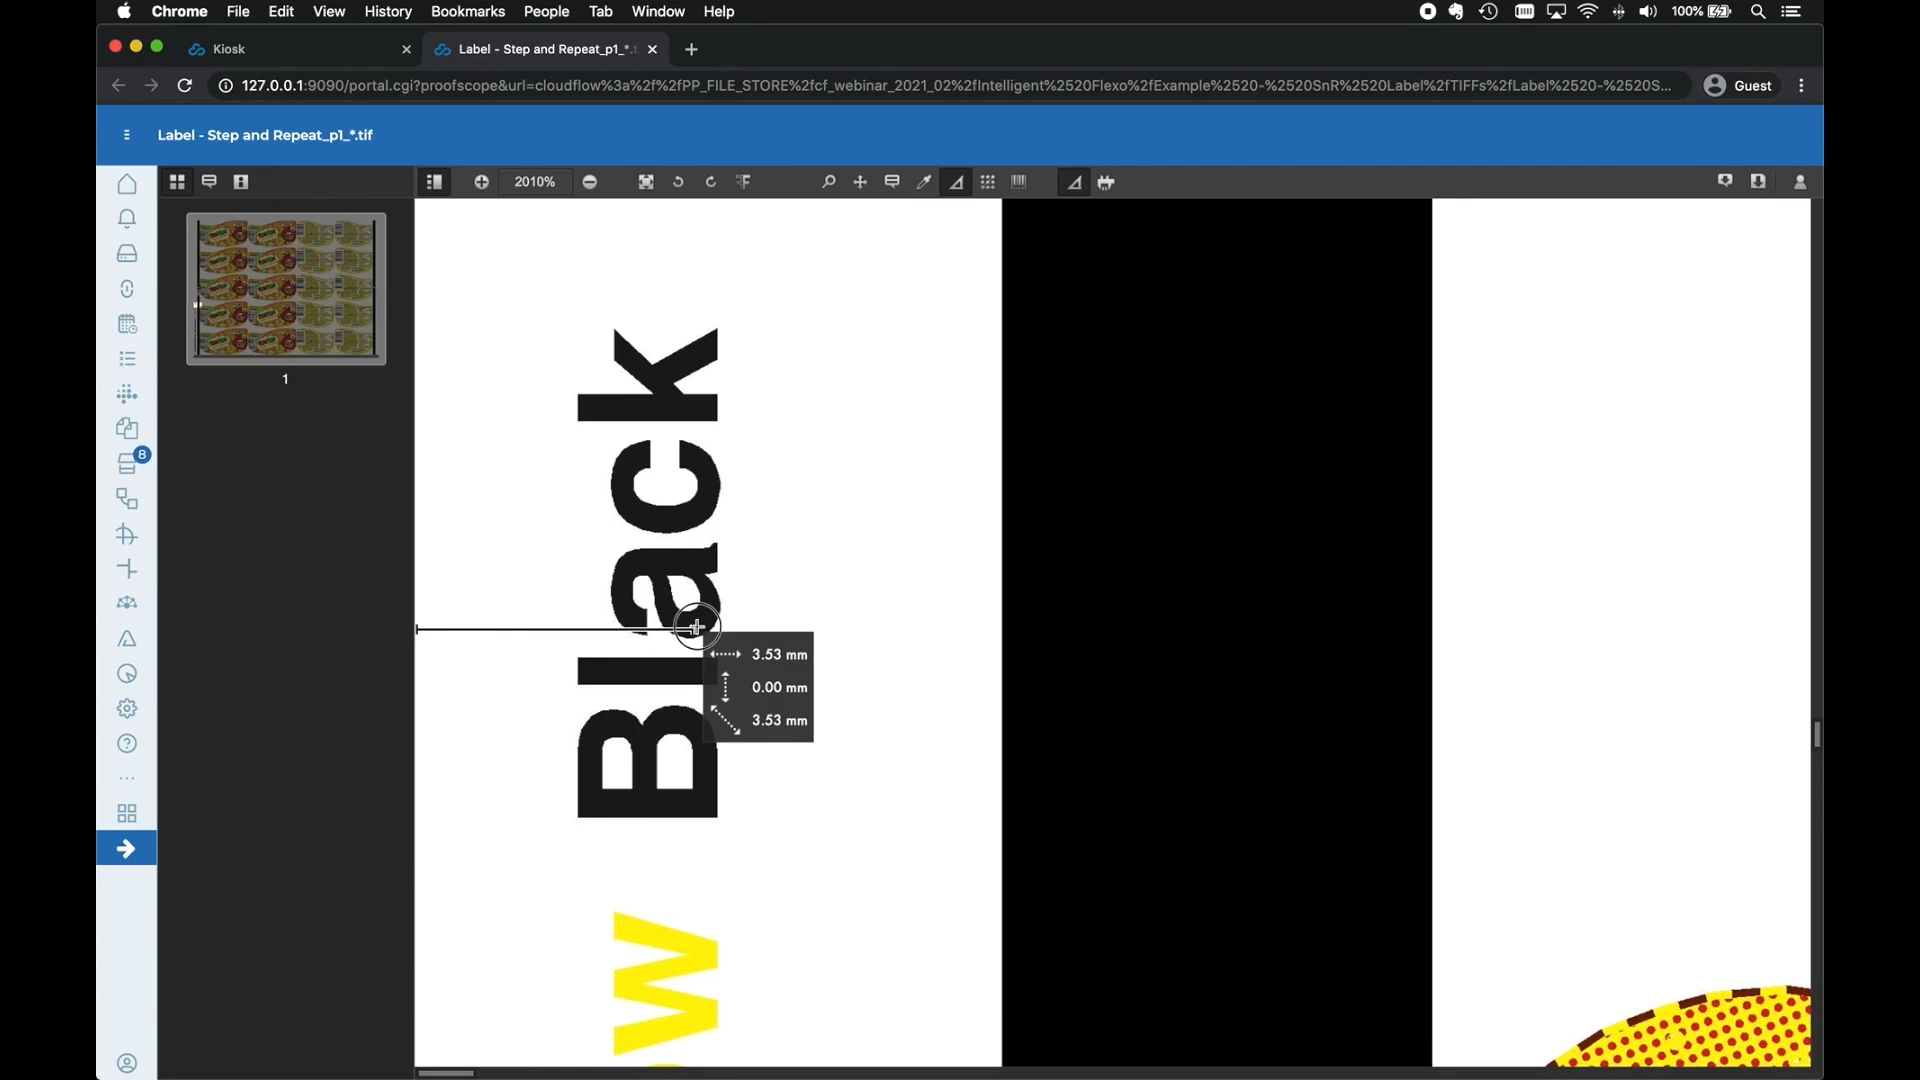 Chrome File Edit View History Bookmarks People Tab Window Help 100%
Kiosk Label - Step and Repeat_p1_*.t
127.0.0.1:9090/portal.cgi?proofscope&url=cloudflow%3a%2f%2fPP_FILE_STORE%2fcf_webinar_2021_02%2fIntelligent%2520Flexo%2fExample%2520-%2520SnR%2520Label%2fTIFFs%2fLabel%2520-%2520S... Guest
Label - Step and Repeat_p1_*.tif
2010%
1
8
Black
3.53 mm
0.00 mm
3.53 mm
ow